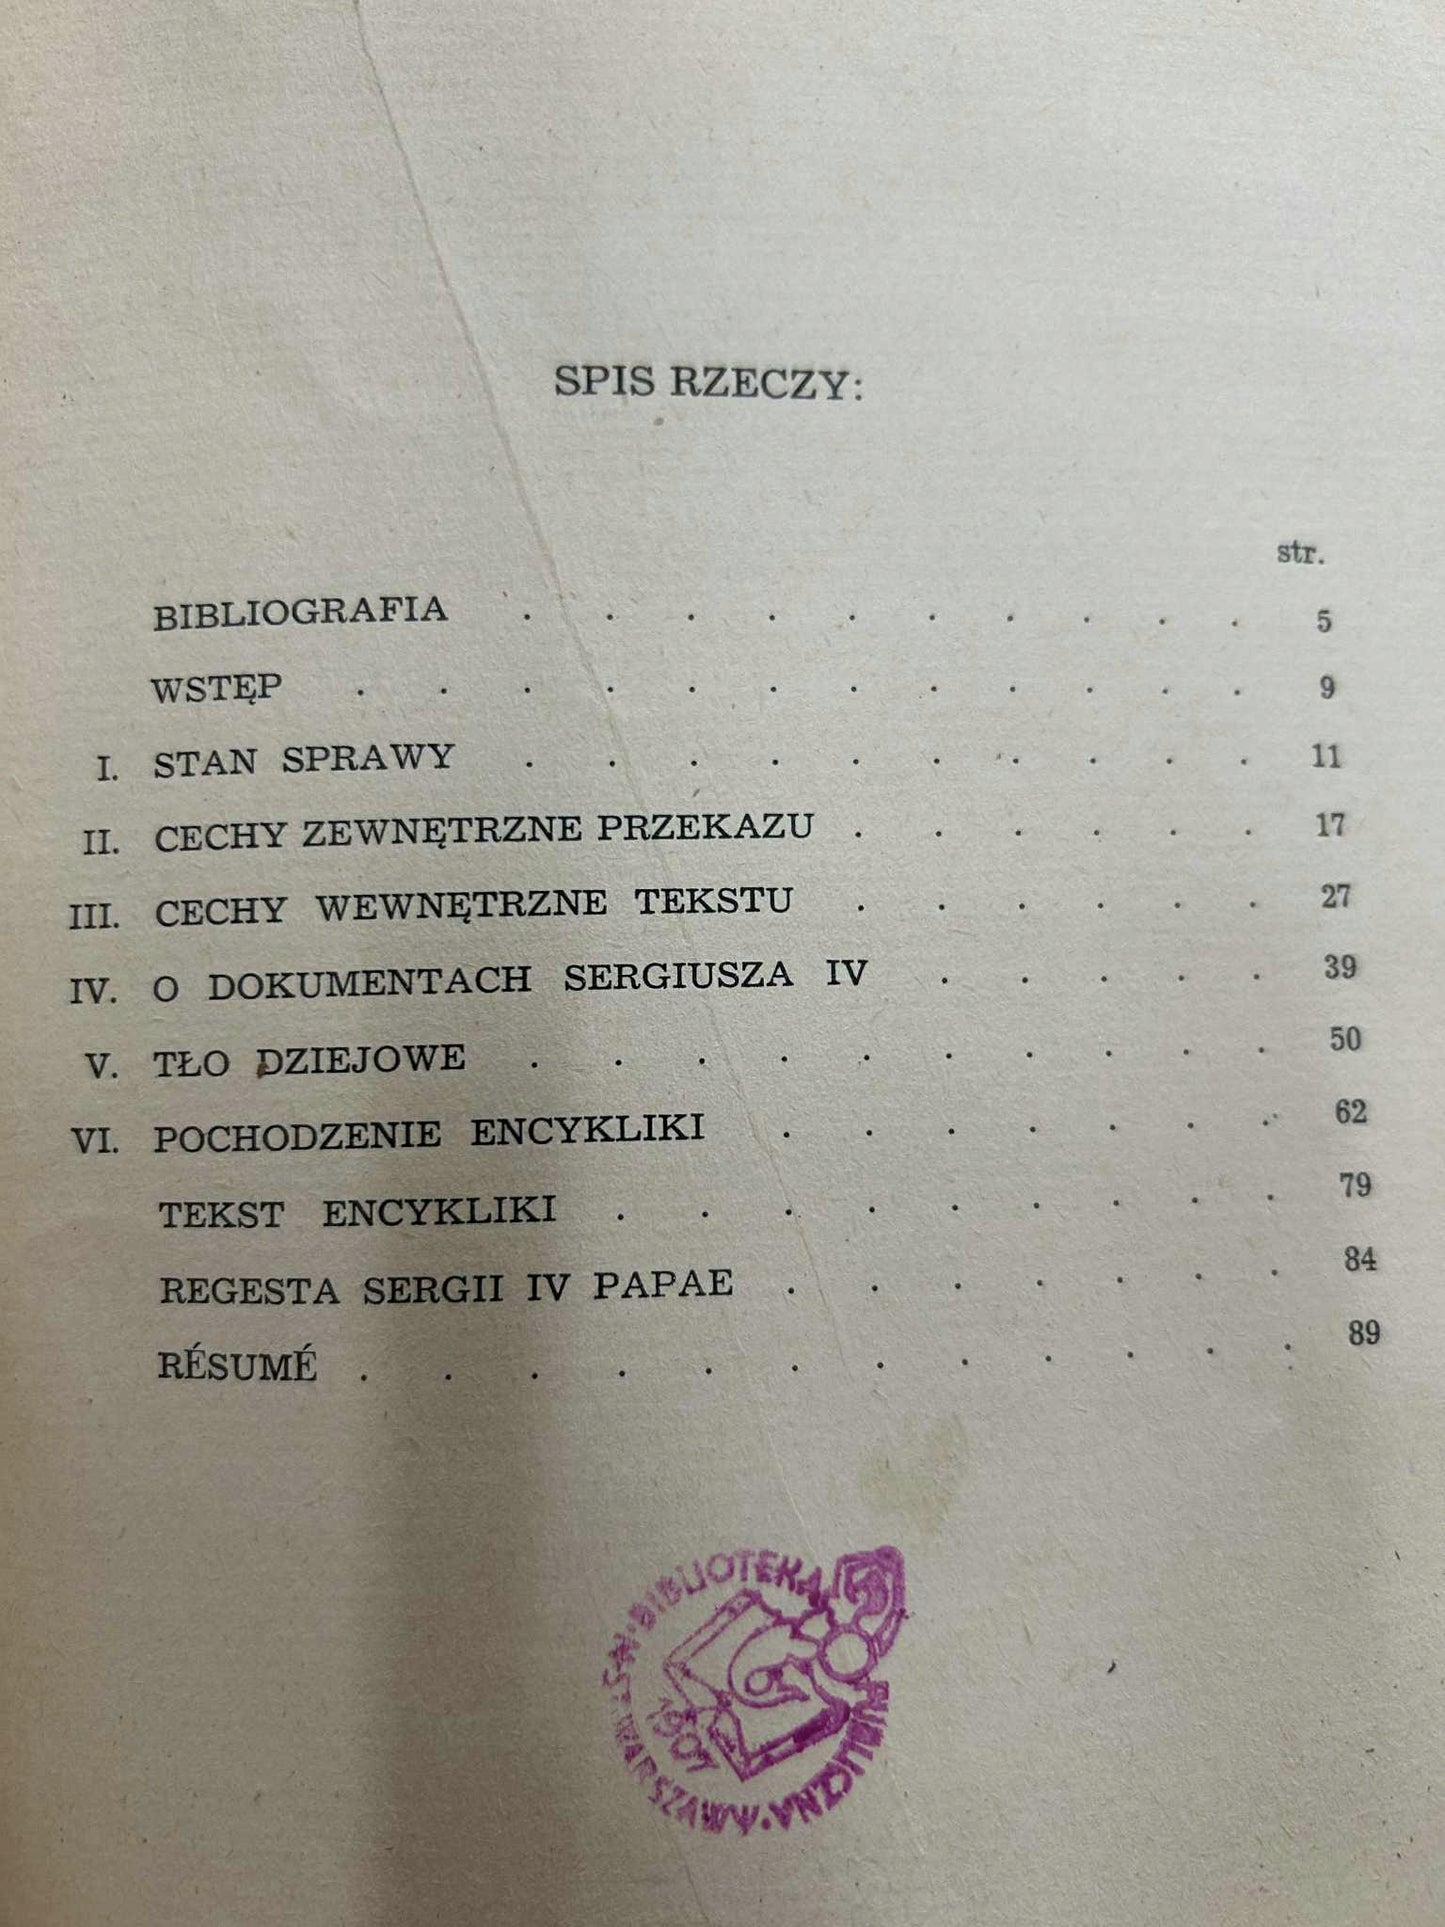 SPIS RZECZY:
str.
BIBLIOGRAFIA . . . . . . . . . . 5
WSTĘP . . . . . . . . . . . . 9
I. STAN SPRAWY . . . . . . . . . . 11
II. CECHY ZEWNĘTRZNE PRZEKAZU . . . . . . 17
III. CECHY WEWNĘTRZNE TEKSTU . . . . . . 27
IV. O DOKUMENTACH SERGIUSZA IV . . . . . 39
V. TŁO DZIEJOWE . . . . . . . . . . 50
VI. POCHODZENIE ENCYKLIKI . . . . . . . 62
TEKST ENCYKLIKI . . . . . . . . . 79
REGESTA SERGII IV PAPAE . . . . . . . 84
RÉSUMÉ . . . . . . . . . . . . 89
BIBLIOTEKA PUBLICZNA
M. ST. WARSZAWY
1907